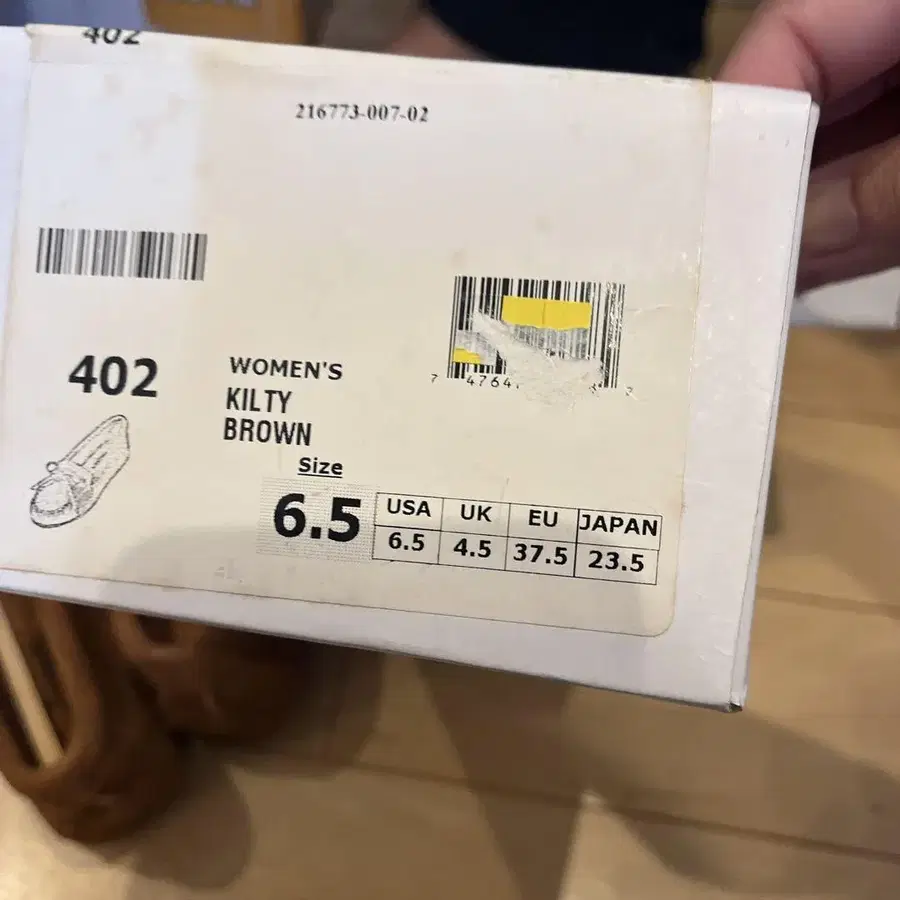 402
216773-007-02
402
WOMEN'S
KILTY
BROWN
Size
6.5
USA UK EU JAPAN
6.5 4.5 37.5 23.5